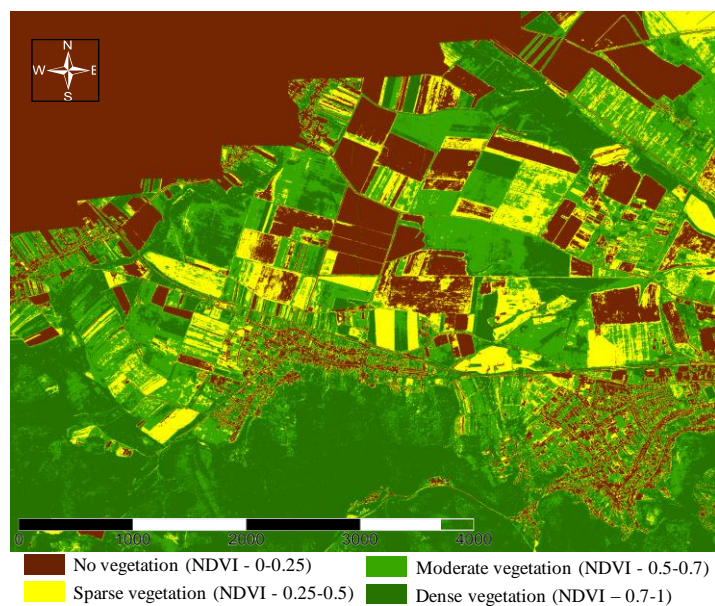 N
W E
S
0 1000 2000 3000 4000
No vegetation (NDVI - 0-0.25) Moderate vegetation (NDVI - 0.5-0.7)
Sparse vegetation (NDVI - 0.25-0.5) Dense vegetation (NDVI – 0.7-1)